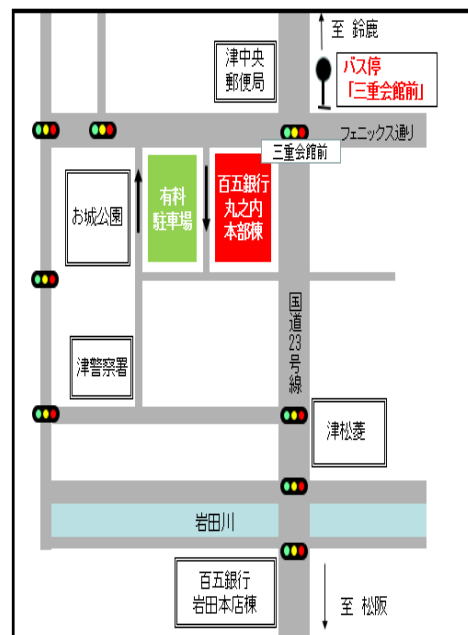 至 鈴鹿
津中央
郵便局
バス停
「三重会館前」
フェニックス通り
三重会館前
お城公園
有料
駐車場
百五銀行
丸之内
本部棟
国道23号線
津警察署
津松菱
岩田川
百五銀行
岩田本店棟
至 松阪